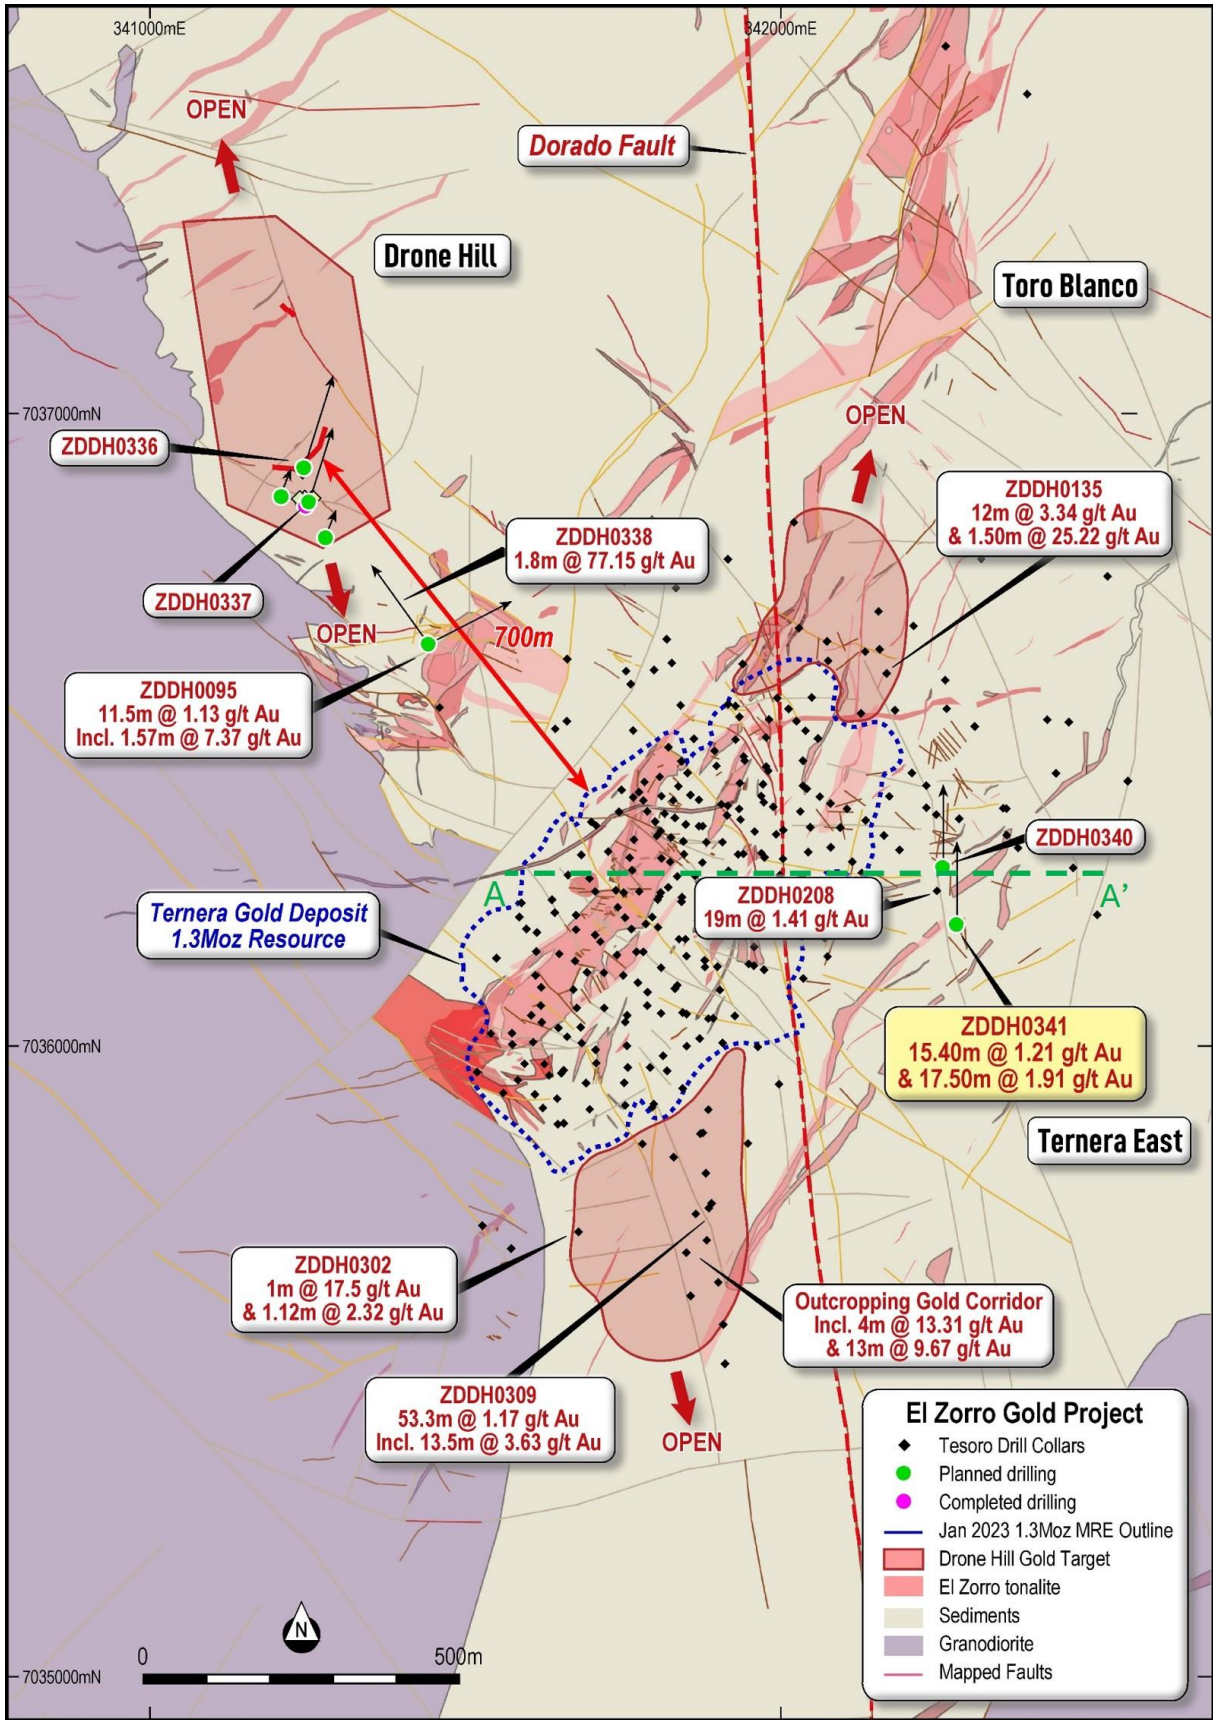 341000mE
342000mE
OPEN
Dorado Fault
Drone Hill
Toro Blanco
7037000mN
OPEN
ZDDH0336
ZDDH0135
12m @ 3.34 g/t Au
& 1.50m @ 25.22 g/t Au
ZDDH0338
1.8m @ 77.15 g/t Au
ZDDH0337
OPEN
700m
ZDDH0095
11.5m @ 1.13 g/t Au
Incl. 1.57m @ 7.37 g/t Au
ZDDH0340
A
A'
ZDDH0208
19m @ 1.41 g/t Au
Ternera Gold Deposit
1.3Moz Resource
ZDDH0341
15.40m @ 1.21 g/t Au
& 17.50m @ 1.91 g/t Au
7036000mN
Ternera East
ZDDH0302
1m @ 17.5 g/t Au
& 1.12m @ 2.32 g/t Au
Outcropping Gold Corridor
Incl. 4m @ 13.31 g/t Au
& 13m @ 9.67 g/t Au
ZDDH0309
53.3m @ 1.17 g/t Au
Incl. 13.5m @ 3.63 g/t Au
OPEN
El Zorro Gold Project
Tesoro Drill Collars
Planned drilling
Completed drilling
Jan 2023 1.3Moz MRE Outline
Drone Hill Gold Target
El Zorro tonalite
Sediments
Granodiorite
Mapped Faults
N
0
500m
7035000mN